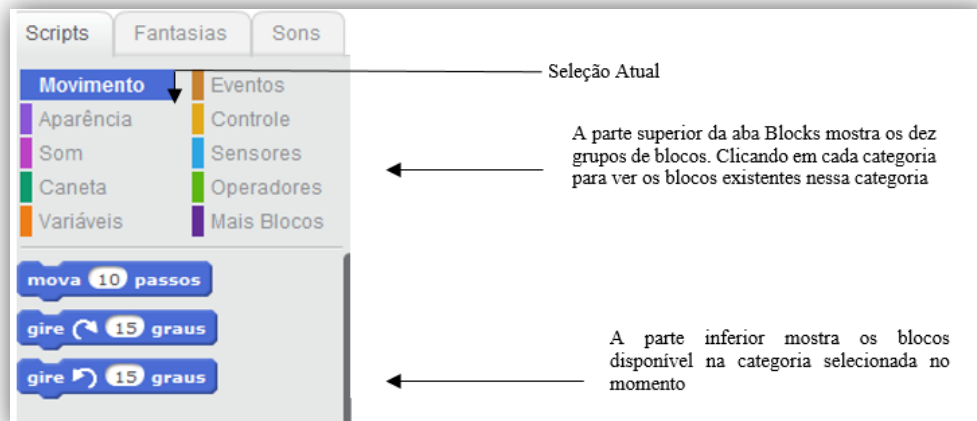 Scripts Fantasias Sons
Movimento Eventos
Aparência Controle
Som Sensores
Caneta Operadores
Variáveis Mais Blocos
mova 10 passos
gire 15 graus
gire 15 graus
Seleção Atual
A parte superior da aba Blocks mostra os dez
grupos de blocos. Clicando em cada categoria
para ver os blocos existentes nessa categoria
A parte inferior mostra os blocos
disponível na categoria selecionada no
momento